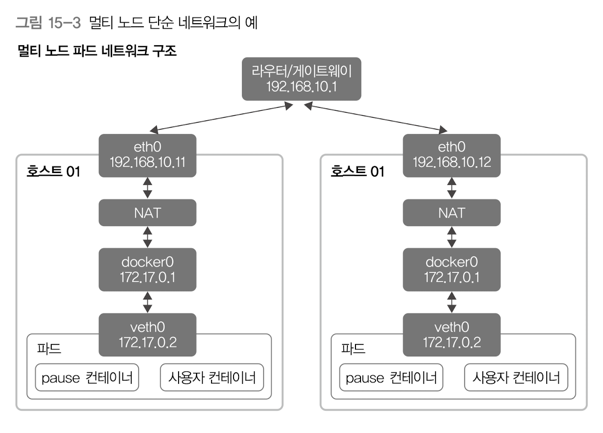 그림 15-3 멀티 노드 단순 네트워크의 예
멀티 노드 파드 네트워크 구조
라우터/게이트웨이
192.168.10.1
eth0
192.168.10.11
호스트 01
NAT
docker0
172.17.0.1
veth0
172.17.0.2
파드
pause 컨테이너
사용자 컨테이너
eth0
192.168.10.12
호스트 01
NAT
docker0
172.17.0.1
veth0
172.17.0.2
파드
pause 컨테이너
사용자 컨테이너